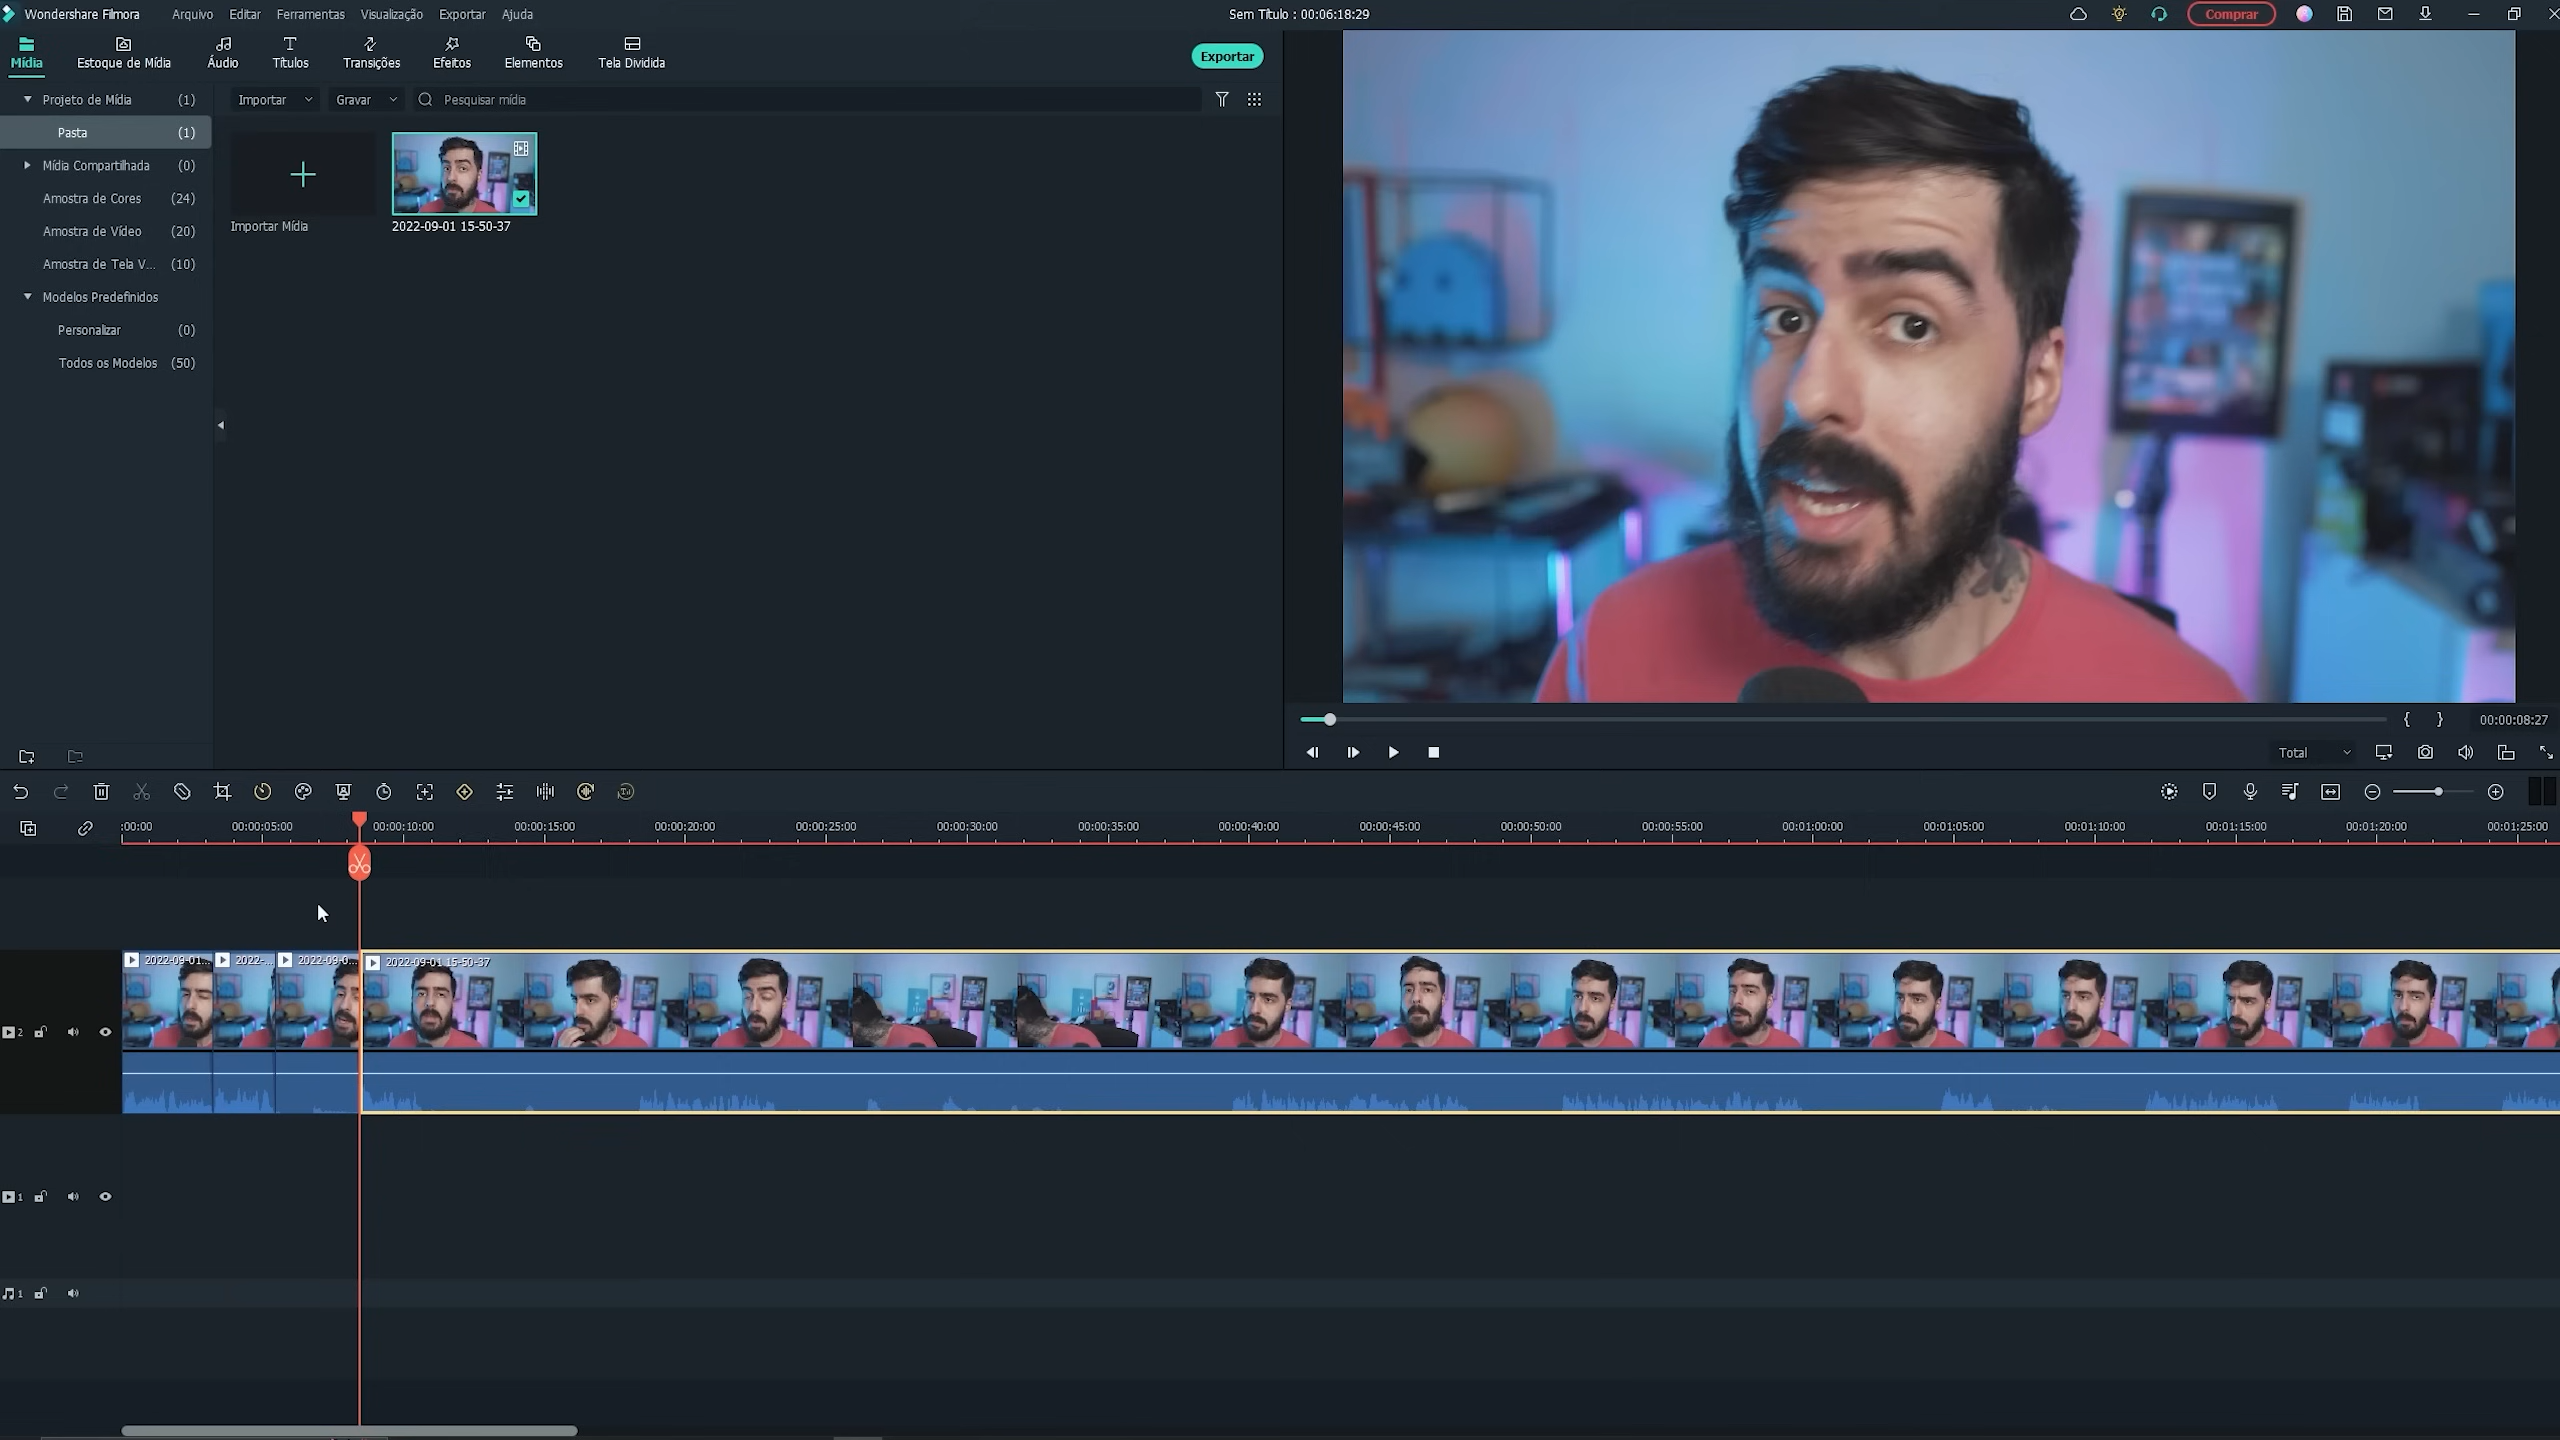 Wondershare Filmora
Arquivo
Editar
Ferramentas
Visualização
Exportar
Ajuda
Sem Título : 00:06:18:29
Comprar
Mídia
Estoque de Mídia
Áudio
Títulos
Transições
Efeitos
Elementos
Tela Dividida
Exportar
Projeto de Mídia (1)
Pasta (1)
Mídia Compartilhada (0)
Amostra de Cores (24)
Amostra de Vídeo (20)
Amostra de Tela V... (10)
Modelos Predefinidos
Personalizar (0)
Todos os Modelos (50)
Importar
Gravar
Pesquisar mídia
Importar Mídia
2022-09-01 15-50-37
{ }
00:00:08:27
Total
:00:00
00:00:05:00
00:00:10:00
00:00:15:00
00:00:20:00
00:00:25:00
00:00:30:00
00:00:35:00
00:00:40:00
00:00:45:00
00:00:50:00
00:00:55:00
00:01:00:00
00:01:05:00
00:01:10:00
00:01:15:00
00:01:20:00
00:01:25:00
2022-09-01...
2022-...
2022-09-0...
2022-09-01 15-50-37
2
1
1